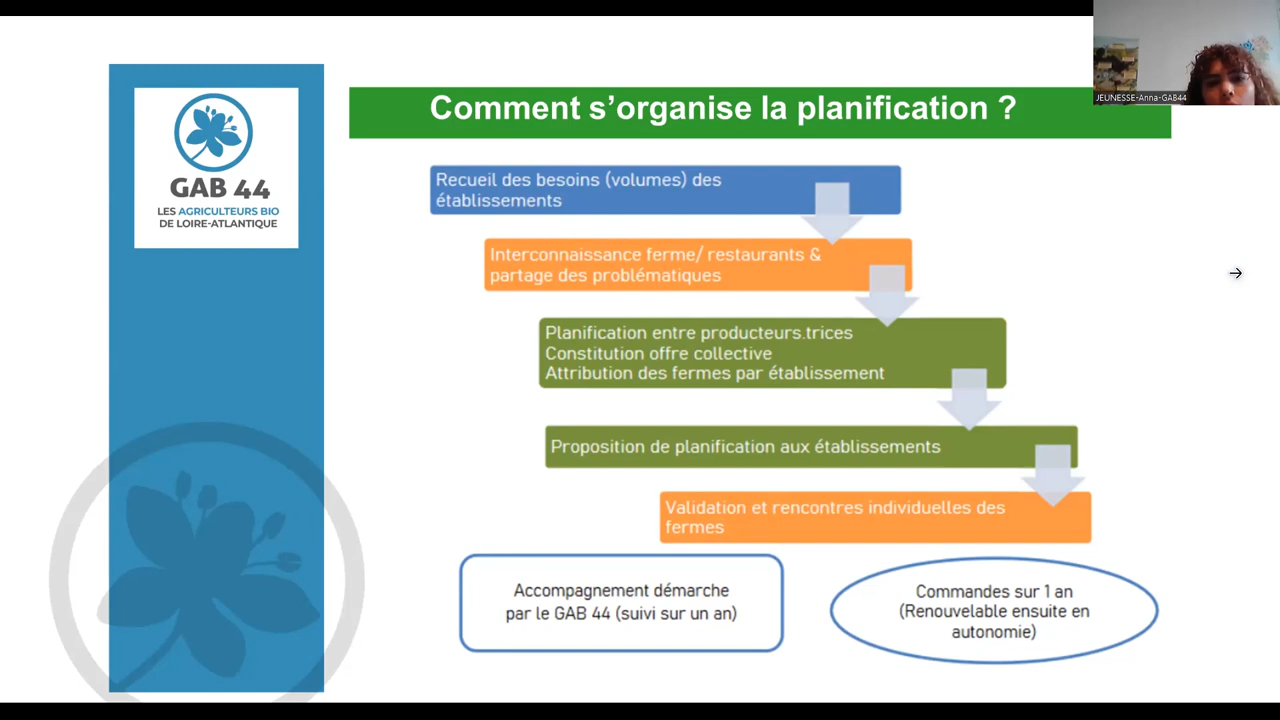 JEUNESSE-Anna-GAB44
Comment s’organise la planification ?
GAB 44
LES AGRICULTEURS BIO
DE LOIRE-ATLANTIQUE
Recueil des besoins (volumes) des
établissements
Interconnaissance ferme/ restaurants &
partage des problématiques
Planification entre producteurs.trices
Constitution offre collective
Attribution des fermes par établissement
Proposition de planification aux établissements
Validation et rencontres individuelles des
fermes
Accompagnement démarche
par le GAB 44 (suivi sur un an)
Commandes sur 1 an
(Renouvelable ensuite en
autonomie)